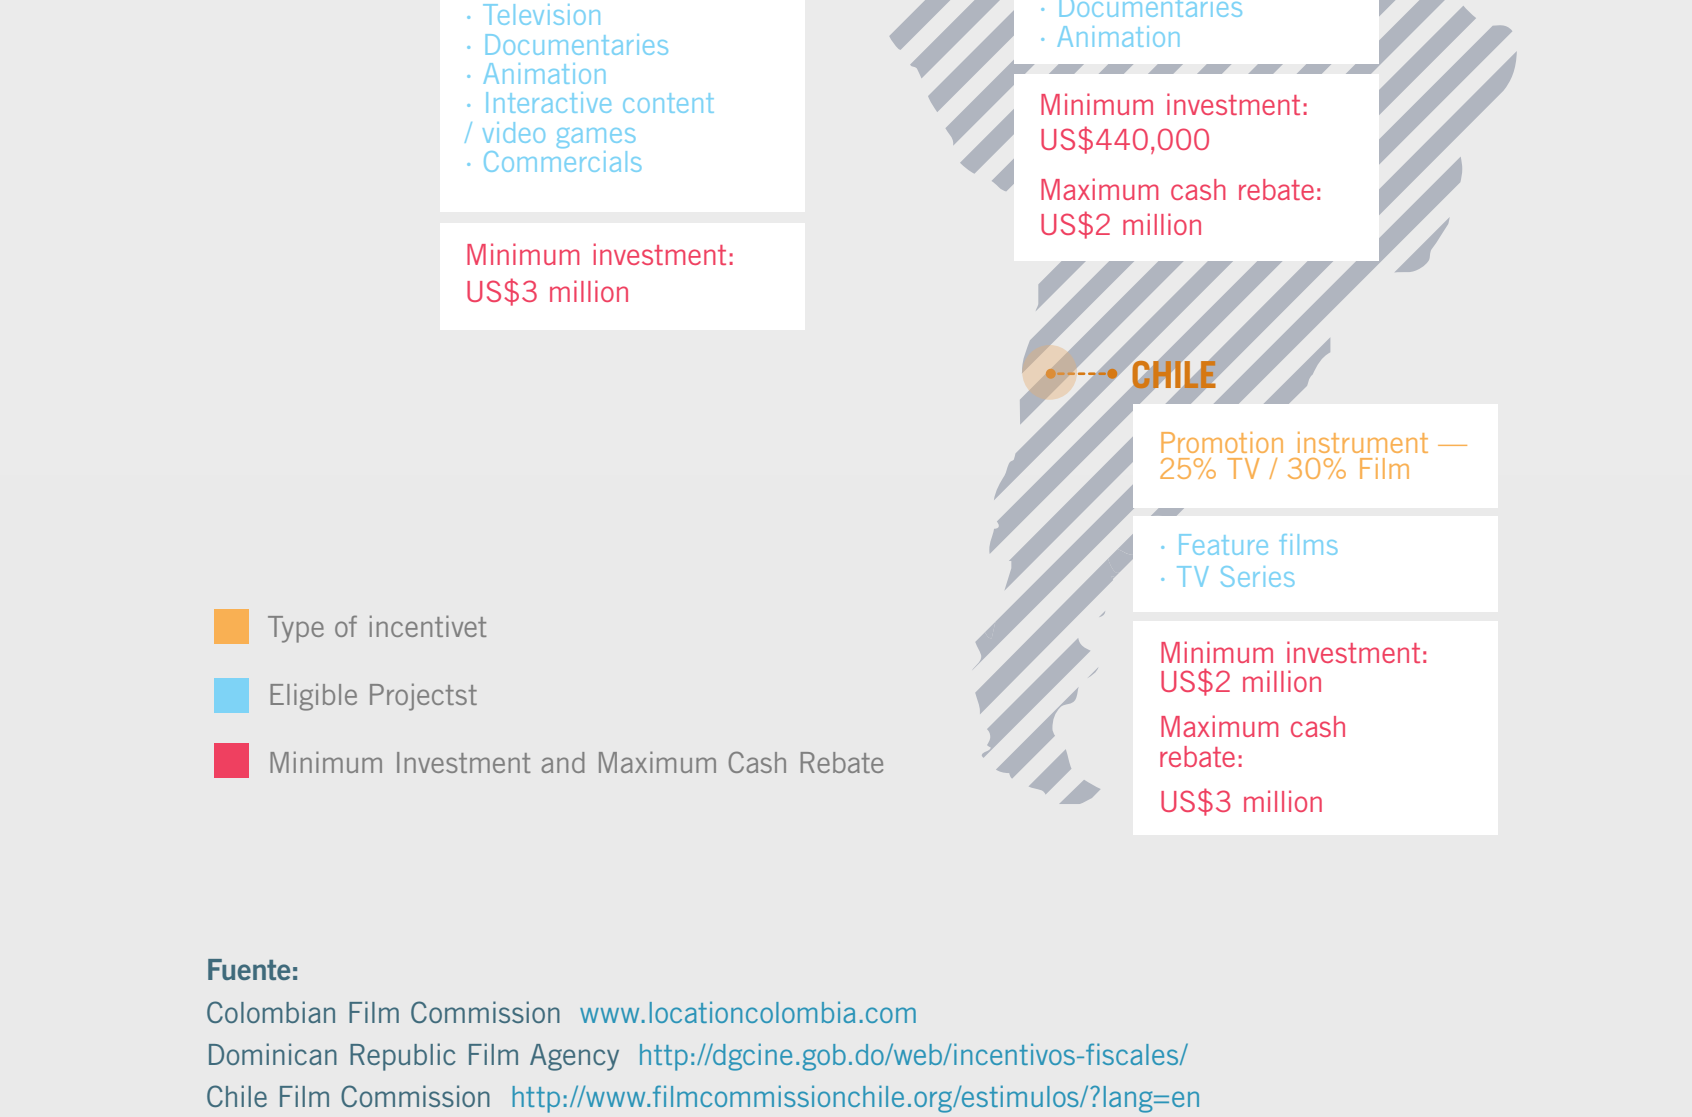 · Television
· Documentaries
· Animation
· Interactive content
/ video games
· Commercials
Minimum investment:
US$3 million
· Documentaries
· Animation
Minimum investment:
US$440,000
Maximum cash rebate:
US$2 million
CHILE
Promotion instrument —
25% TV / 30% Film
· Feature films
· TV Series
Minimum investment:
US$2 million
Maximum cash
rebate:
US$3 million
Type of incentivet
Eligible Projectst
Minimum Investment and Maximum Cash Rebate
Fuente:
Colombian Film Commission www.locationcolombia.com
Dominican Republic Film Agency http://dgcine.gob.do/web/incentivos-fiscales/
Chile Film Commission http://www.filmcommissionchile.org/estimulos/?lang=en